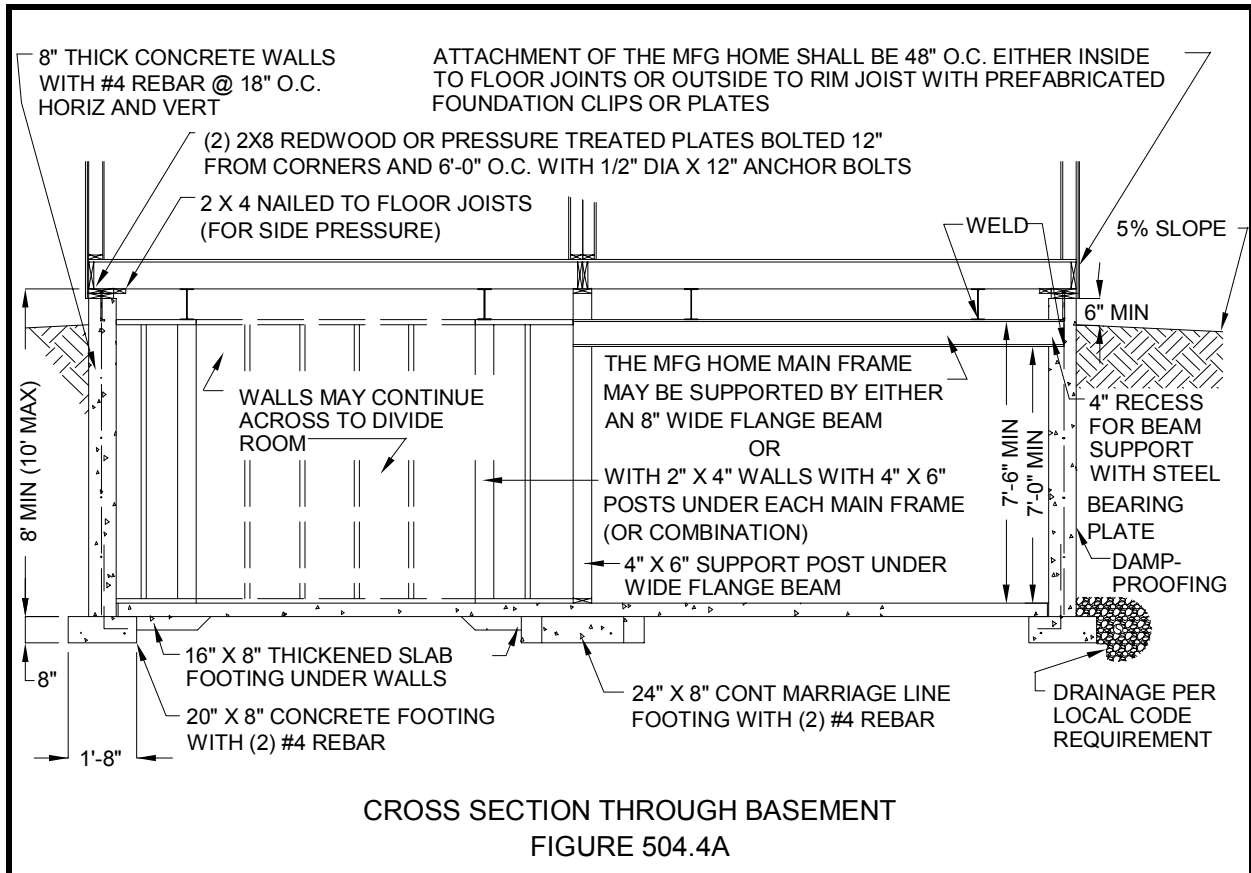 8" THICK CONCRETE WALLS
WITH #4 REBAR @ 18" O.C.
HORIZ AND VERT
ATTACHMENT OF THE MFG HOME SHALL BE 48" O.C. EITHER INSIDE
TO FLOOR JOINTS OR OUTSIDE TO RIM JOIST WITH PREFABRICATED
FOUNDATION CLIPS OR PLATES
(2) 2X8 REDWOOD OR PRESSURE TREATED PLATES BOLTED 12"
FROM CORNERS AND 6'-0" O.C. WITH 1/2" DIA X 12" ANCHOR BOLTS
2 X 4 NAILED TO FLOOR JOISTS
(FOR SIDE PRESSURE)
WELD
5% SLOPE
6" MIN
8' MIN (10' MAX)
WALLS MAY CONTINUE
ACROSS TO DIVIDE
ROOM
THE MFG HOME MAIN FRAME
MAY BE SUPPORTED BY EITHER
AN 8" WIDE FLANGE BEAM
OR
WITH 2" X 4" WALLS WITH 4" X 6"
POSTS UNDER EACH MAIN FRAME
(OR COMBINATION)
4" X 6" SUPPORT POST UNDER
WIDE FLANGE BEAM
7'-6" MIN
7'-0" MIN
4" RECESS
FOR BEAM
SUPPORT
WITH STEEL
BEARING
PLATE
DAMP-
PROOFING
8"
16" X 8" THICKENED SLAB
FOOTING UNDER WALLS
20" X 8" CONCRETE FOOTING
WITH (2) #4 REBAR
1'-8"
24" X 8" CONT MARRIAGE LINE
FOOTING WITH (2) #4 REBAR
DRAINAGE PER
LOCAL CODE
REQUIREMENT
CROSS SECTION THROUGH BASEMENT
FIGURE 504.4A